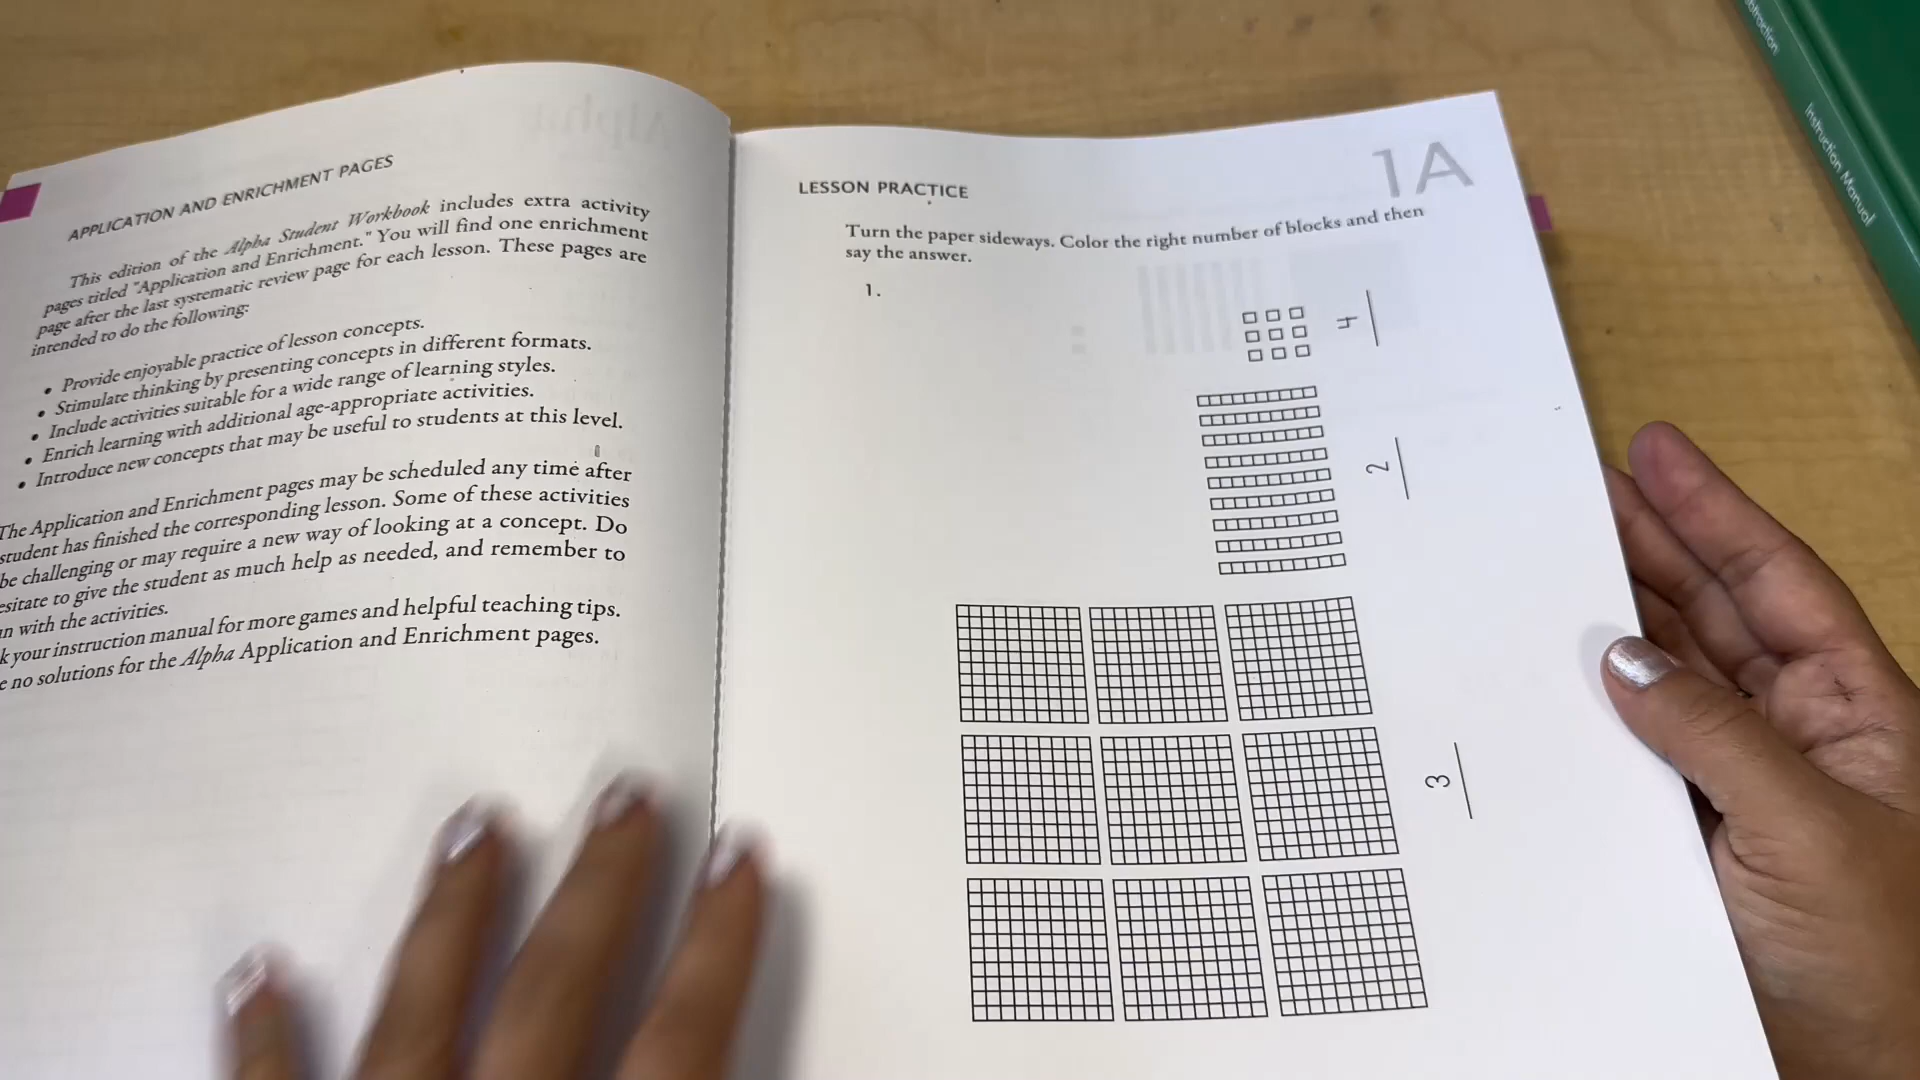 APPLICATION AND ENRICHMENT PAGES
This edition of the Alpha Student Workbook includes extra activity
pages titled "Application and Enrichment." You will find one enrichment
page after the last systematic review page for each lesson. These pages are
intended to do the following:
• Provide enjoyable practice of lesson concepts.
• Stimulate thinking by presenting concepts in different formats.
• Include activities suitable for a wide range of learning styles.
• Enrich learning with additional age-appropriate activities.
• Introduce new concepts that may be useful to students at this level.
The Application and Enrichment pages may be scheduled any time after
student has finished the corresponding lesson. Some of these activities
be challenging or may require a new way of looking at a concept. Do
esitate to give the student as much help as needed, and remember to
n with the activities.
k your instruction manual for more games and helpful teaching tips.
e no solutions for the Alpha Application and Enrichment pages.
LESSON PRACTICE
1A
Turn the paper sideways. Color the right number of blocks and then
say the answer.
1.
4
2
3
Instruction Manual